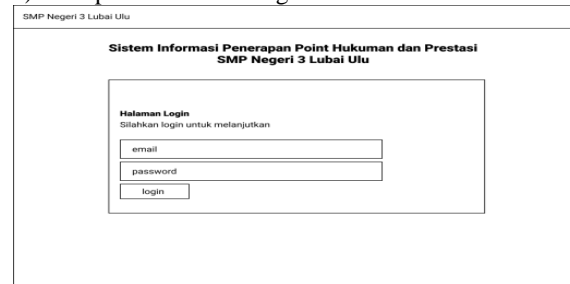 SMP Negeri 3 Lubai Ulu
Sistem Informasi Penerapan Point Hukuman dan Prestasi
SMP Negeri 3 Lubai Ulu
Halaman Login
Silahkan login untuk melanjutkan
email
password
login